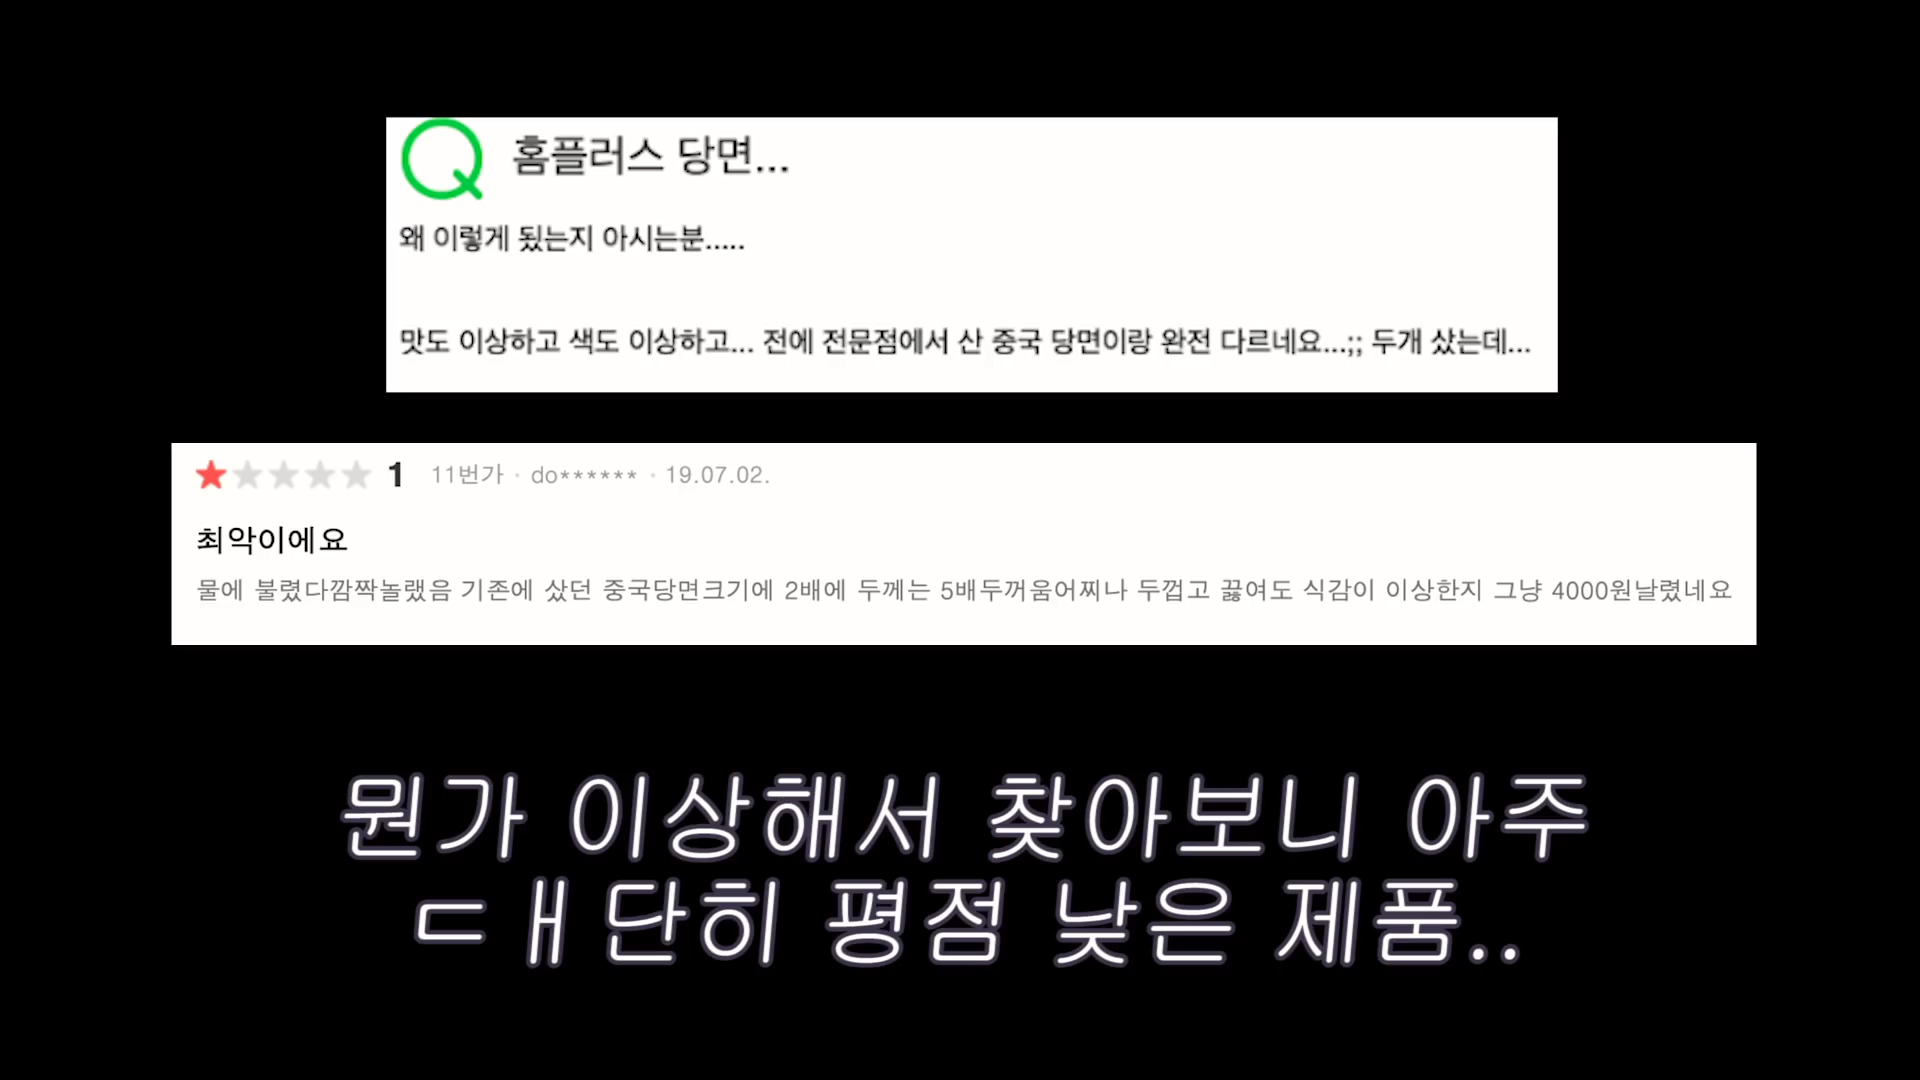 홈플러스 당면...
왜 이렇게 됬는지 아시는분.....
맛도 이상하고 색도 이상하고... 전에 전문점에서 산 중국 당면이랑 완전 다르네요...;; 두개 샀는데...
1 11번가 · do****** · 19.07.02.
최악이에요
물에 불렸다깜짝놀랬음 기존에 샀던 중국당면크기에 2배에 두께는 5배두꺼움어찌나 두껍고 끓여도 식감이 이상한지 그냥 4000원날렸네요
뭔가 이상해서 찾아보니 아주
ㄷㅐ단히 평점 낮은 제품..